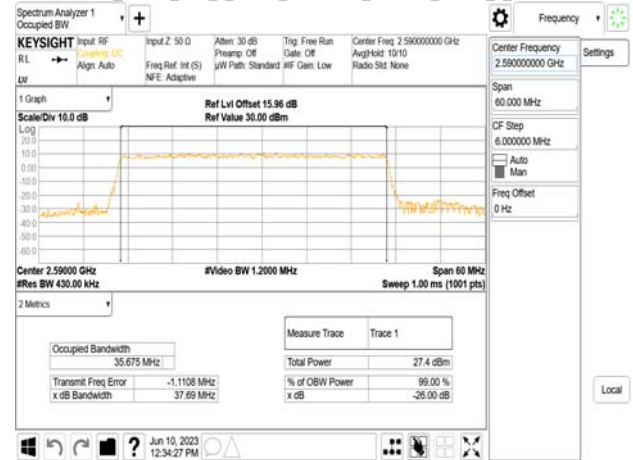 Spectrum Analyzer 1
Occupied BW
Frequency
KEYSIGHT
Input: RF
Coupling: DC
Align: Auto
RL
Input Z: 50 Ω
Freq Ref: Int (S)
NFE: Adaptive
Atten: 30 dB
Preamp: Off
µW Path: Standard
Trig: Free Run
Gate: Off
#IF Gain: Low
Center Freq: 2.590000000 GHz
Avg|Hold: 10/10
Radio Std: None
Center Frequency
2.590000000 GHz
Settings
Span
60.000 MHz
CF Step
6.000000 MHz
Auto
Man
Freq Offset
0 Hz
Local
1 Graph
Scale/Div 10.0 dB
Ref Lvl Offset 15.96 dB
Ref Value 30.00 dBm
Log
20.0
10.0
0.00
-10.0
-20.0
-30.0
-40.0
-50.0
-60.0
Center 2.59000 GHz
#Res BW 430.00 kHz
#Video BW 1.2000 MHz
Span 60 MHz
Sweep 1.00 ms (1001 pts)
2 Metrics
Measure Trace Trace 1
Occupied Bandwidth
35.675 MHz
Total Power 27.4 dBm
Transmit Freq Error -1.1108 MHz
% of OBW Power 99.00 %
x dB Bandwidth 37.69 MHz
x dB -26.00 dB
Jun 10, 2023
12:34:27 PM